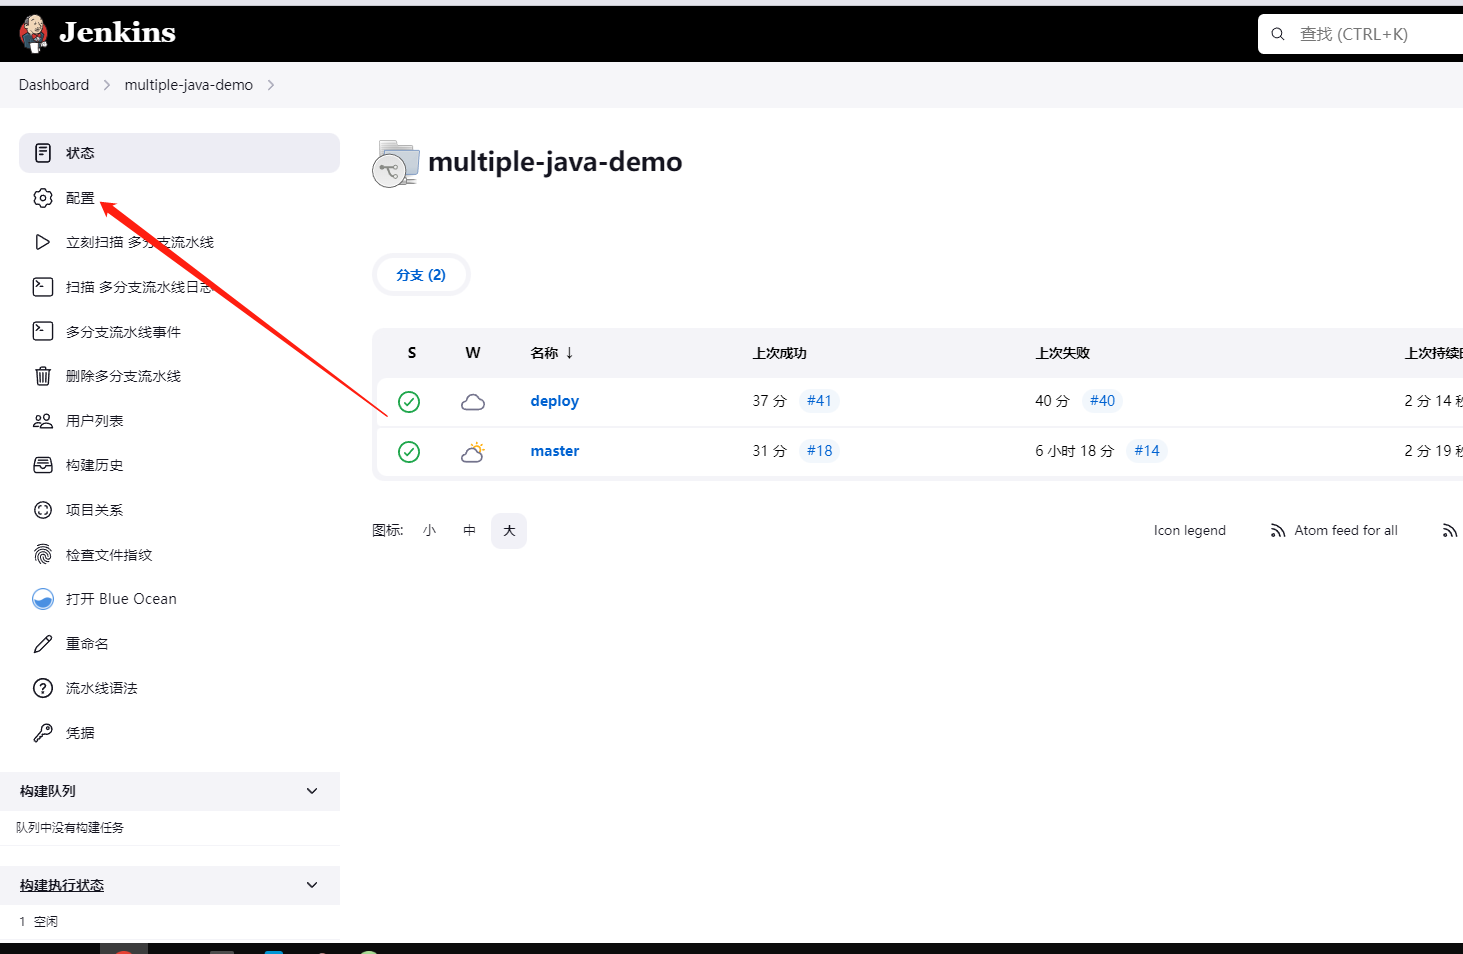 Jenkins
查找 (CTRL+K)
Dashboard
multiple-java-demo
状态
配置
立刻扫描 多分支流水线
扫描 多分支流水线日志
多分支流水线事件
删除多分支流水线
用户列表
构建历史
项目关系
检查文件指纹
打开 Blue Ocean
重命名
流水线语法
凭据
构建队列
队列中没有构建任务
构建执行状态
1 空闲
multiple-java-demo
分支 (2)
S W 名称 ↓ 上次成功 上次失败 上次持续
deploy 37 分 #41 40 分 #40 2 分 14 秒
master 31 分 #18 6 小时 18 分 #14 2 分 19 秒
图标: 小 中 大
Icon legend Atom feed for all